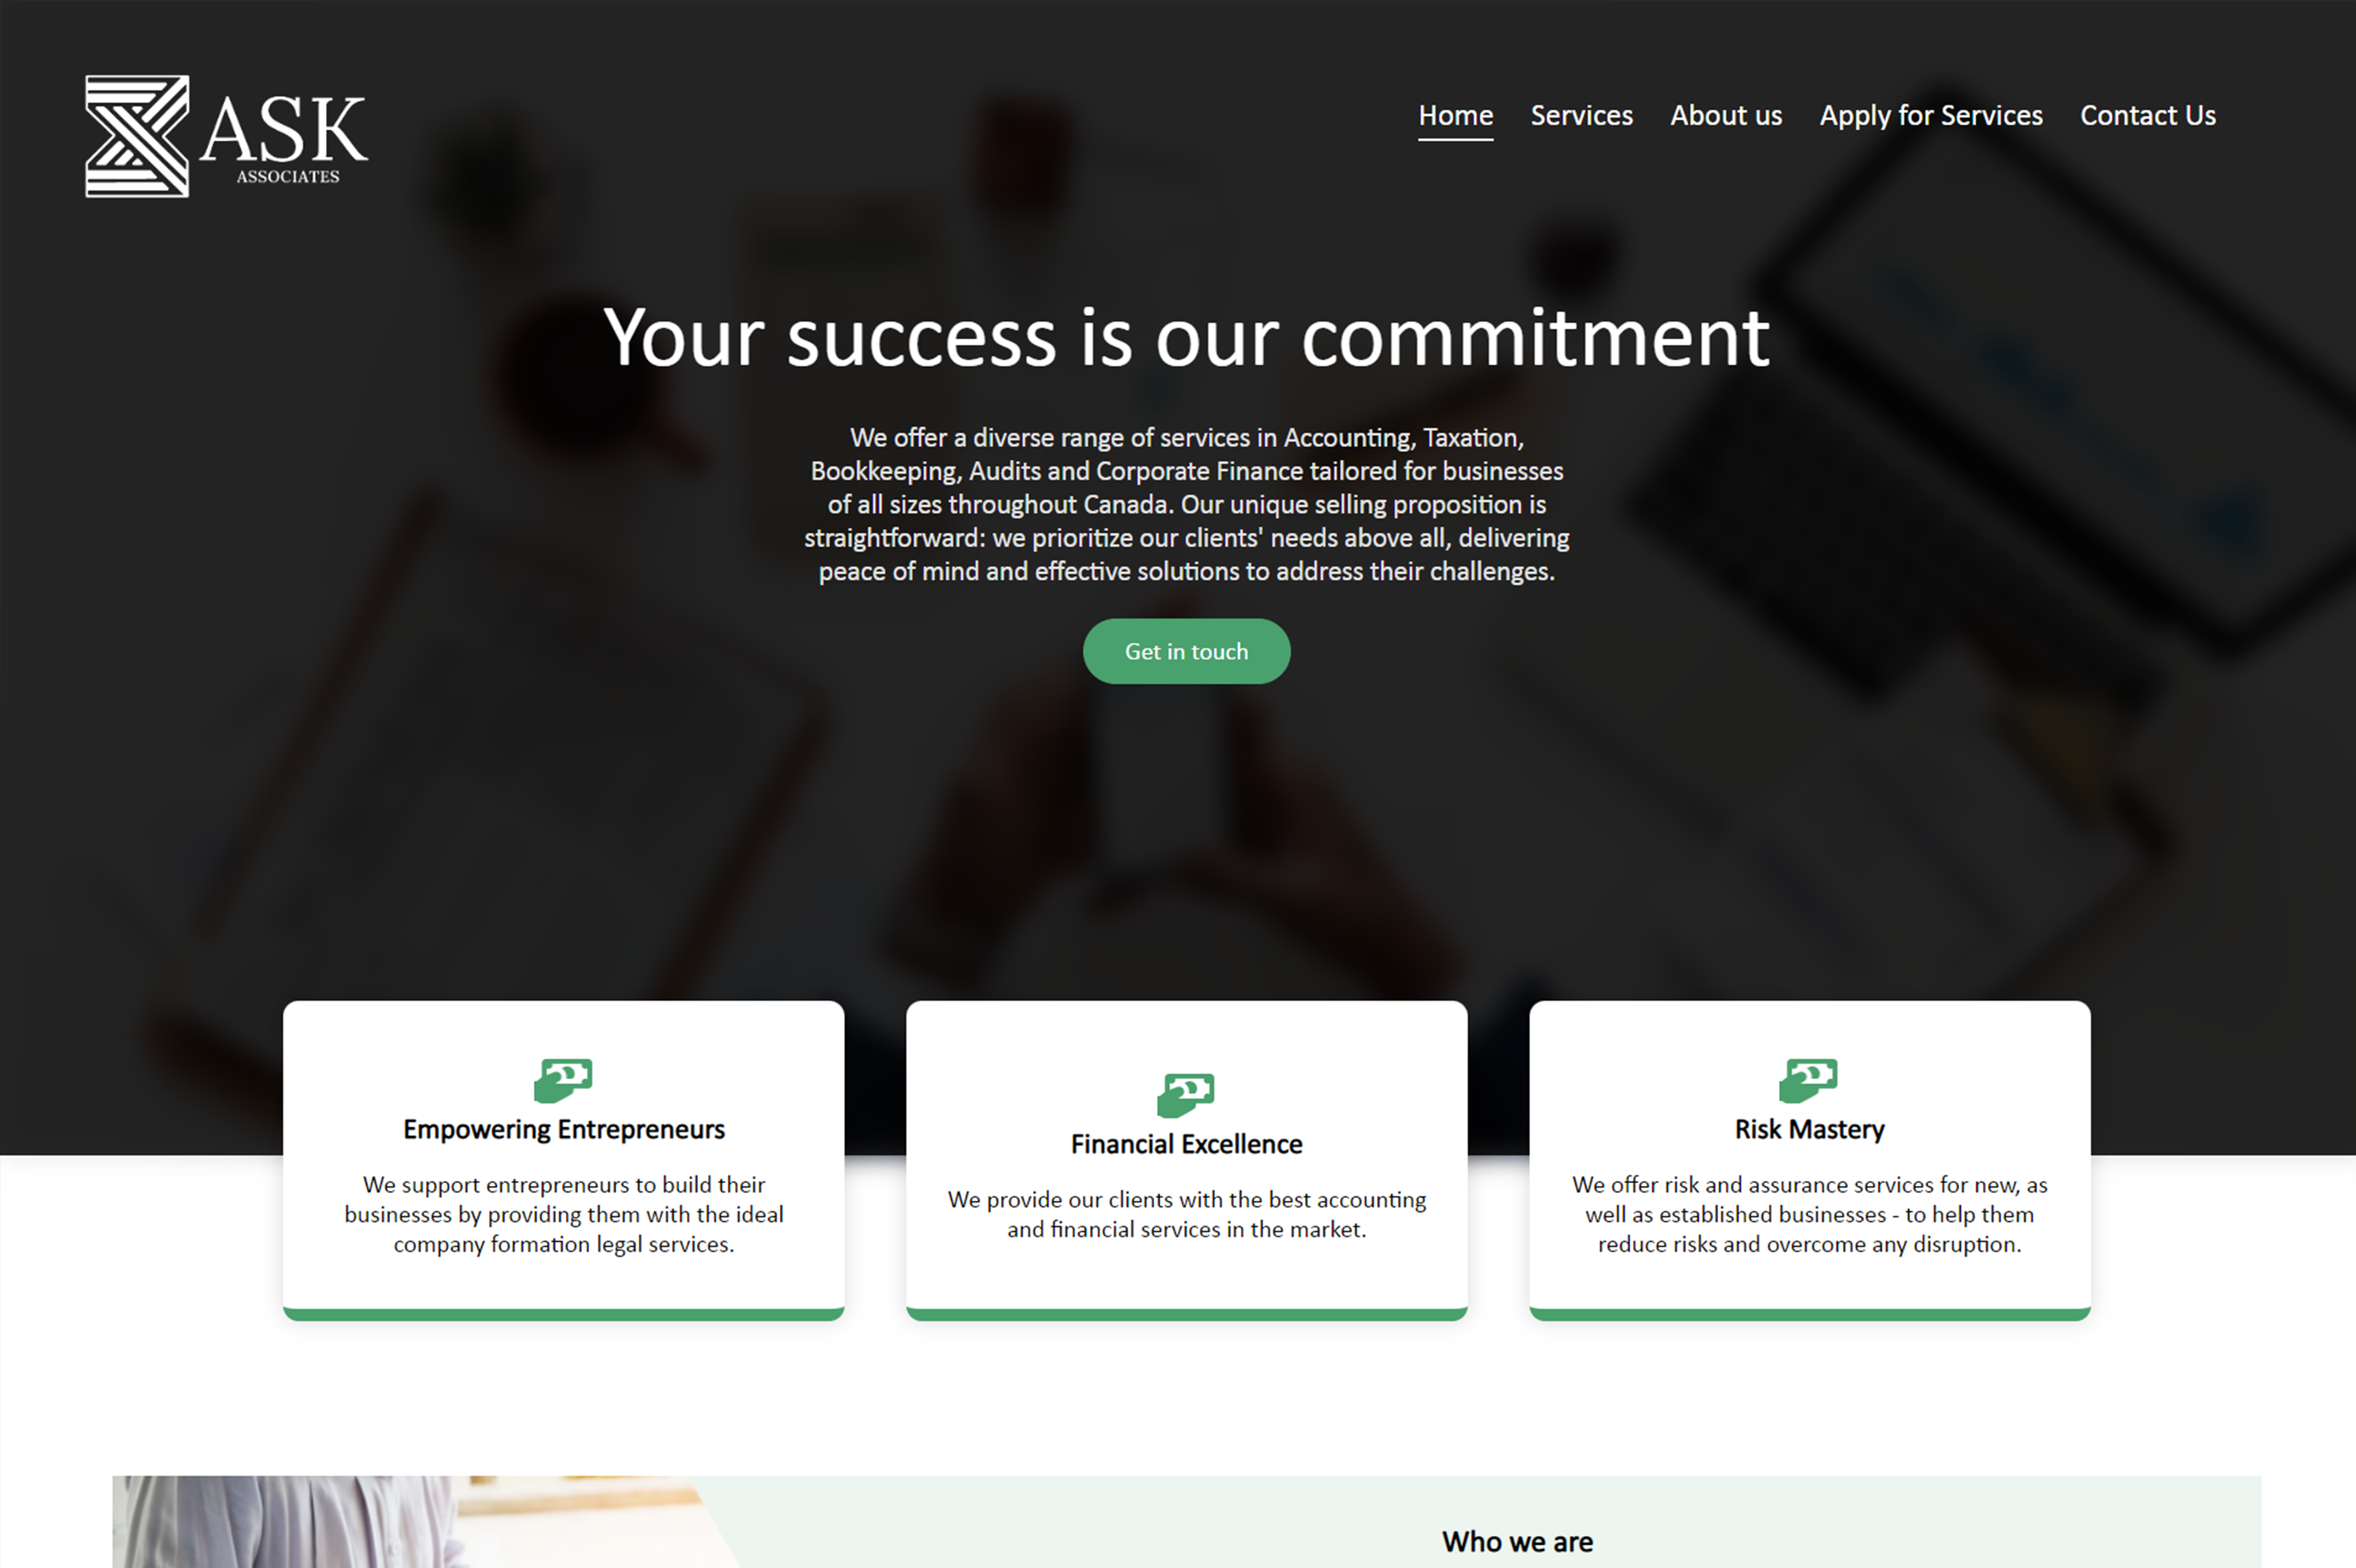 ASK
ASSOCIATES
Home Services About us Apply for Services Contact Us
Your success is our commitment
We offer a diverse range of services in Accounting, Taxation,
Bookkeeping, Audits and Corporate Finance tailored for businesses
of all sizes throughout Canada. Our unique selling proposition is
straightforward: we prioritize our clients' needs above all, delivering
peace of mind and effective solutions to address their challenges.
Get in touch
Empowering Entrepreneurs
We support entrepreneurs to build their
businesses by providing them with the ideal
company formation legal services.
Financial Excellence
We provide our clients with the best accounting
and financial services in the market.
Risk Mastery
We offer risk and assurance services for new, as
well as established businesses - to help them
reduce risks and overcome any disruption.
Who we are